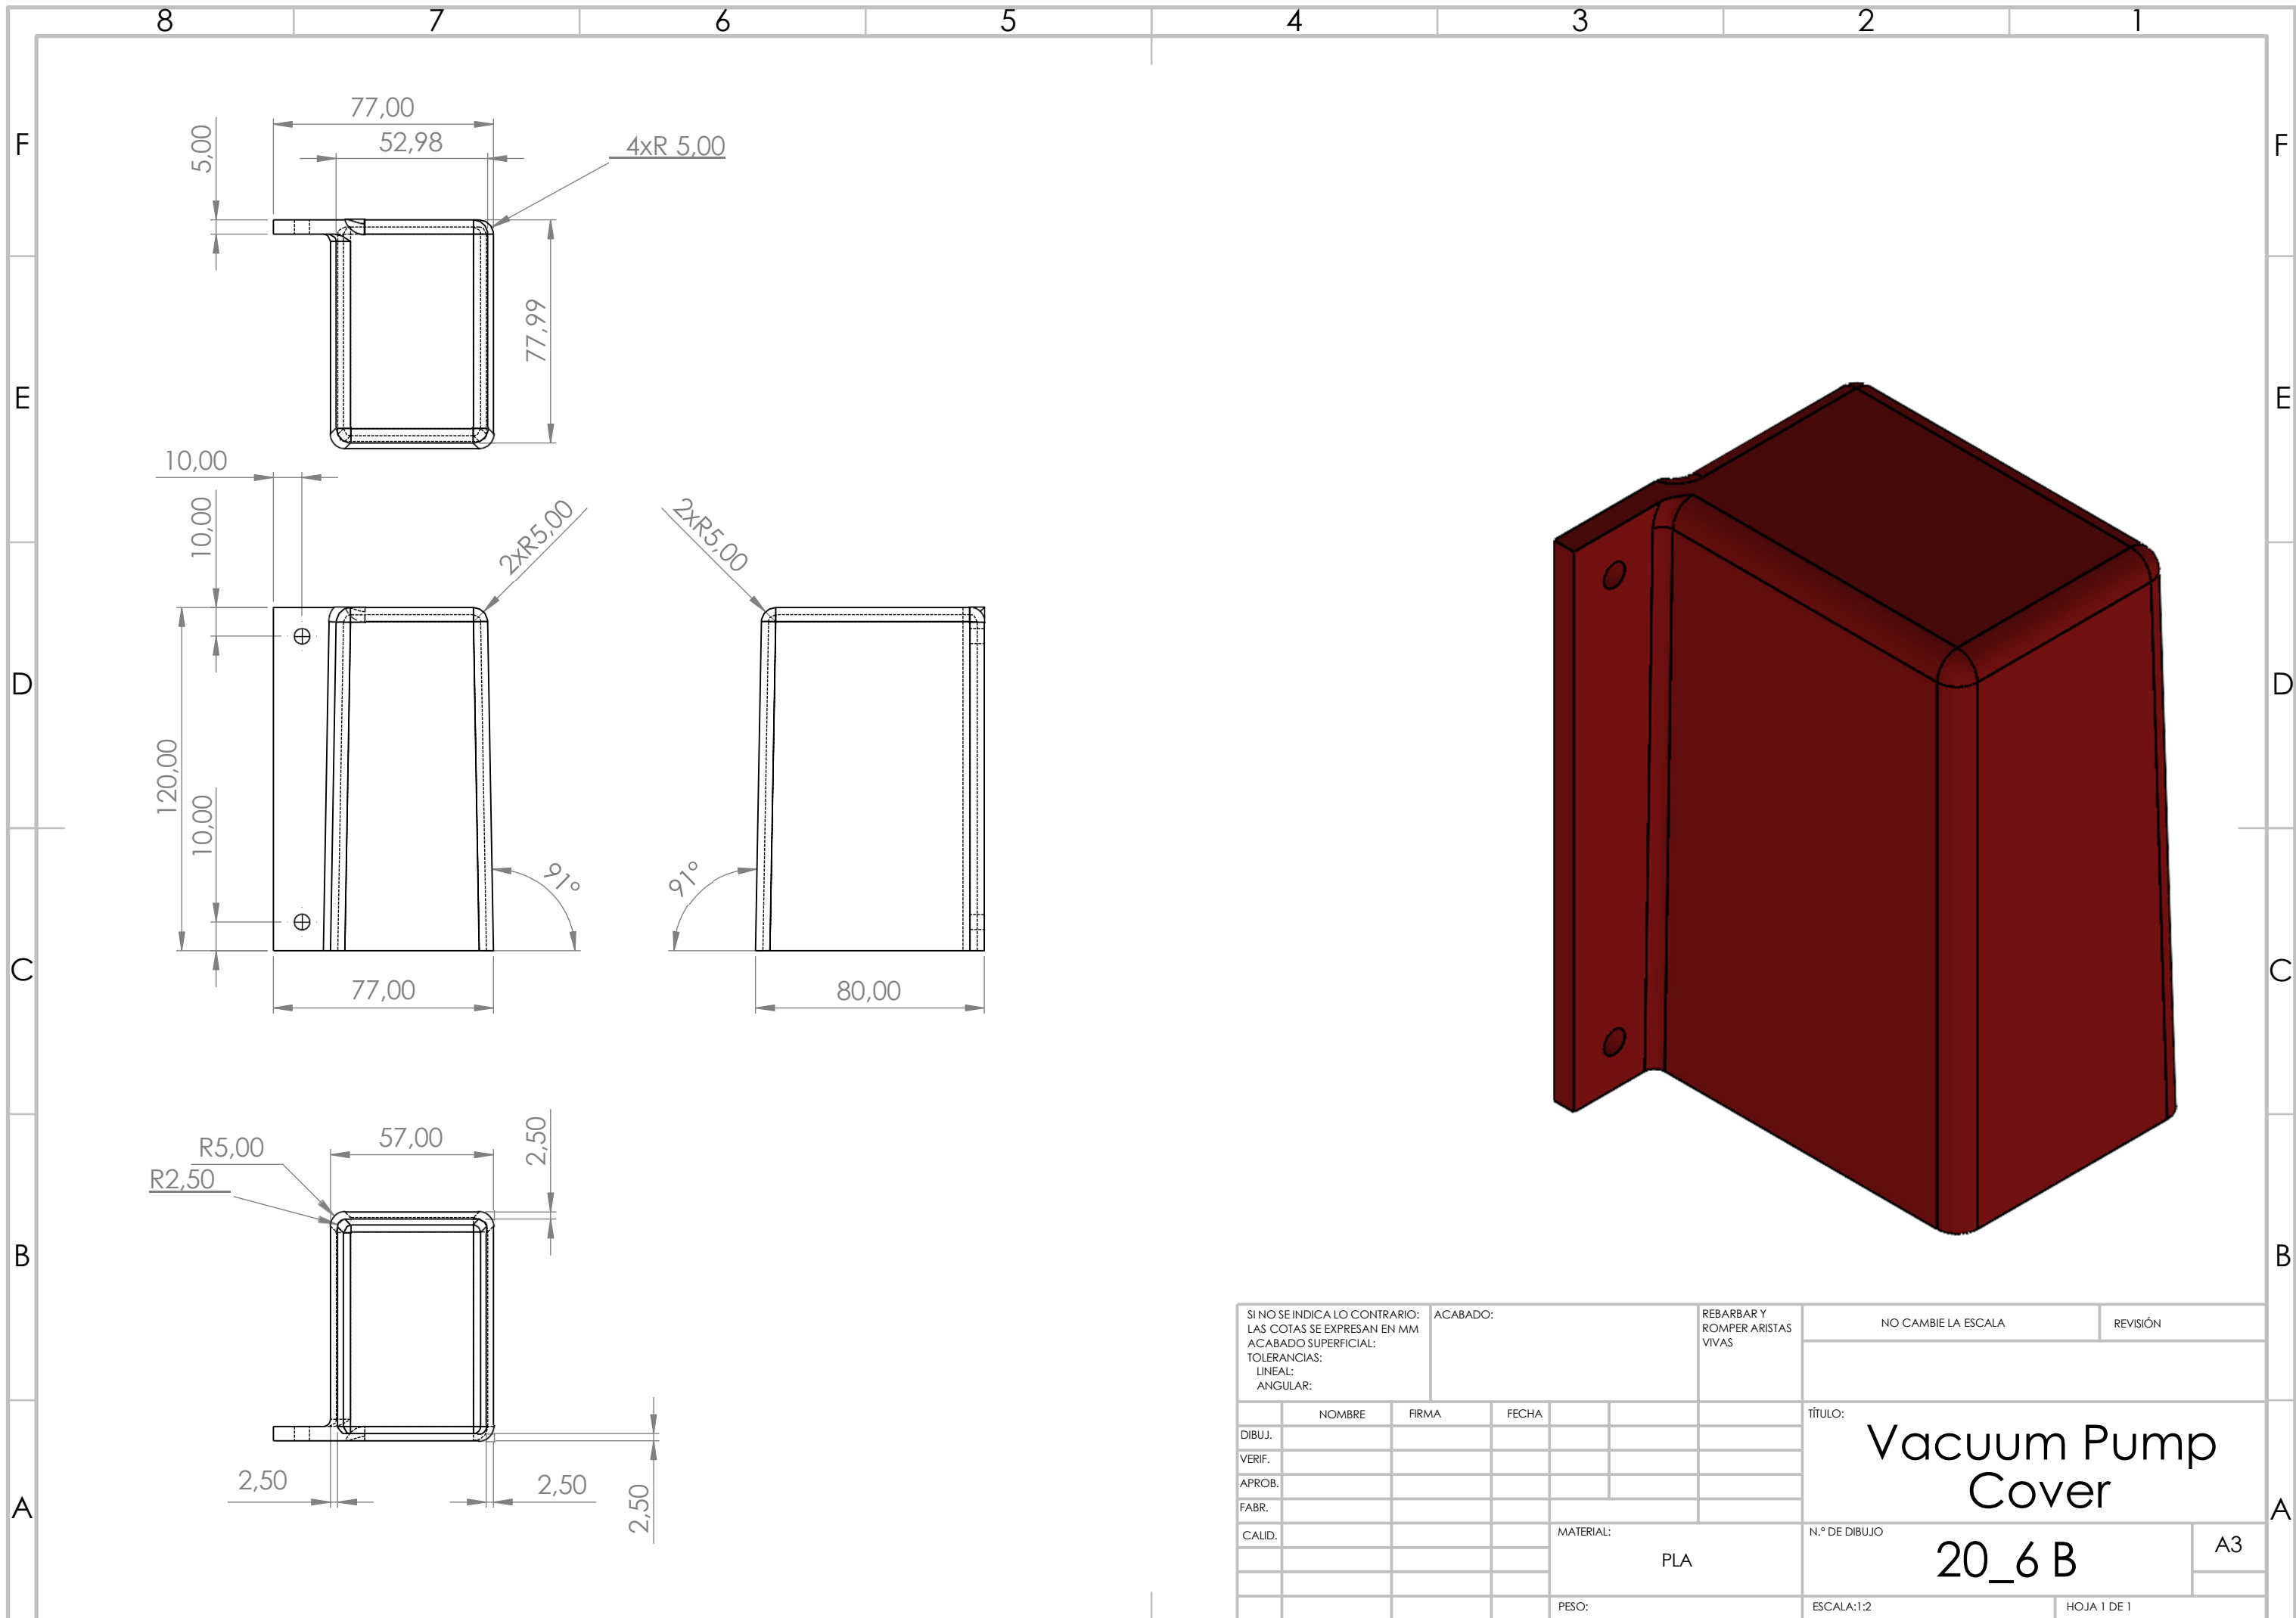 8 7 6 5 4 3 2 1
F
E
D
C
B
A
F
E
D
C
B
A
77,00
52,98
5,00
4xR 5,00
77,99
10,00
10,00
2xR5,00
2xR5,00
120,00
10,00
91°
91°
77,00
80,00
57,00
2,50
R5,00
R2,50
2,50
2,50
2,50
SI NO SE INDICA LO CONTRARIO:
LAS COTAS SE EXPRESAN EN MM
ACABADO SUPERFICIAL:
TOLERANCIAS:
LINEAL:
ANGULAR:
ACABADO:
REBARBAR Y
ROMPER ARISTAS
VIVAS
NO CAMBIE LA ESCALA
REVISIÓN
NOMBRE FIRMA FECHA
DIBUJ.
VERIF.
APROB.
FABR.
CALID.
TÍTULO:
Vacuum Pump
Cover
MATERIAL:
PLA
N.º DE DIBUJO
20_6 B
A3
PESO:
ESCALA:1:2
HOJA 1 DE 1